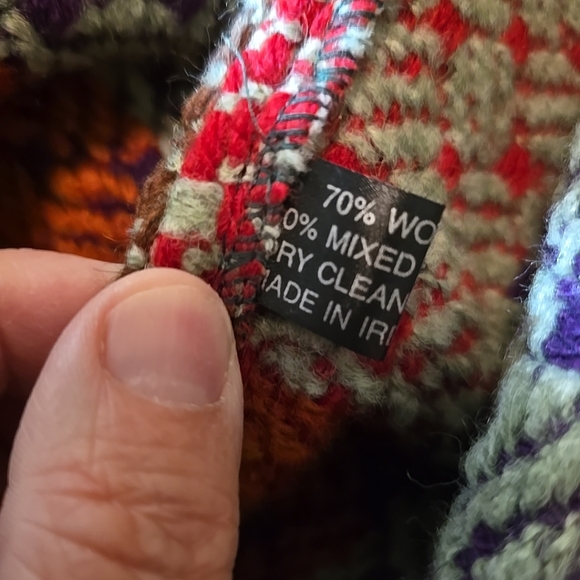 70% WO
0% MIXED
RY CLEAN
ADE IN IR